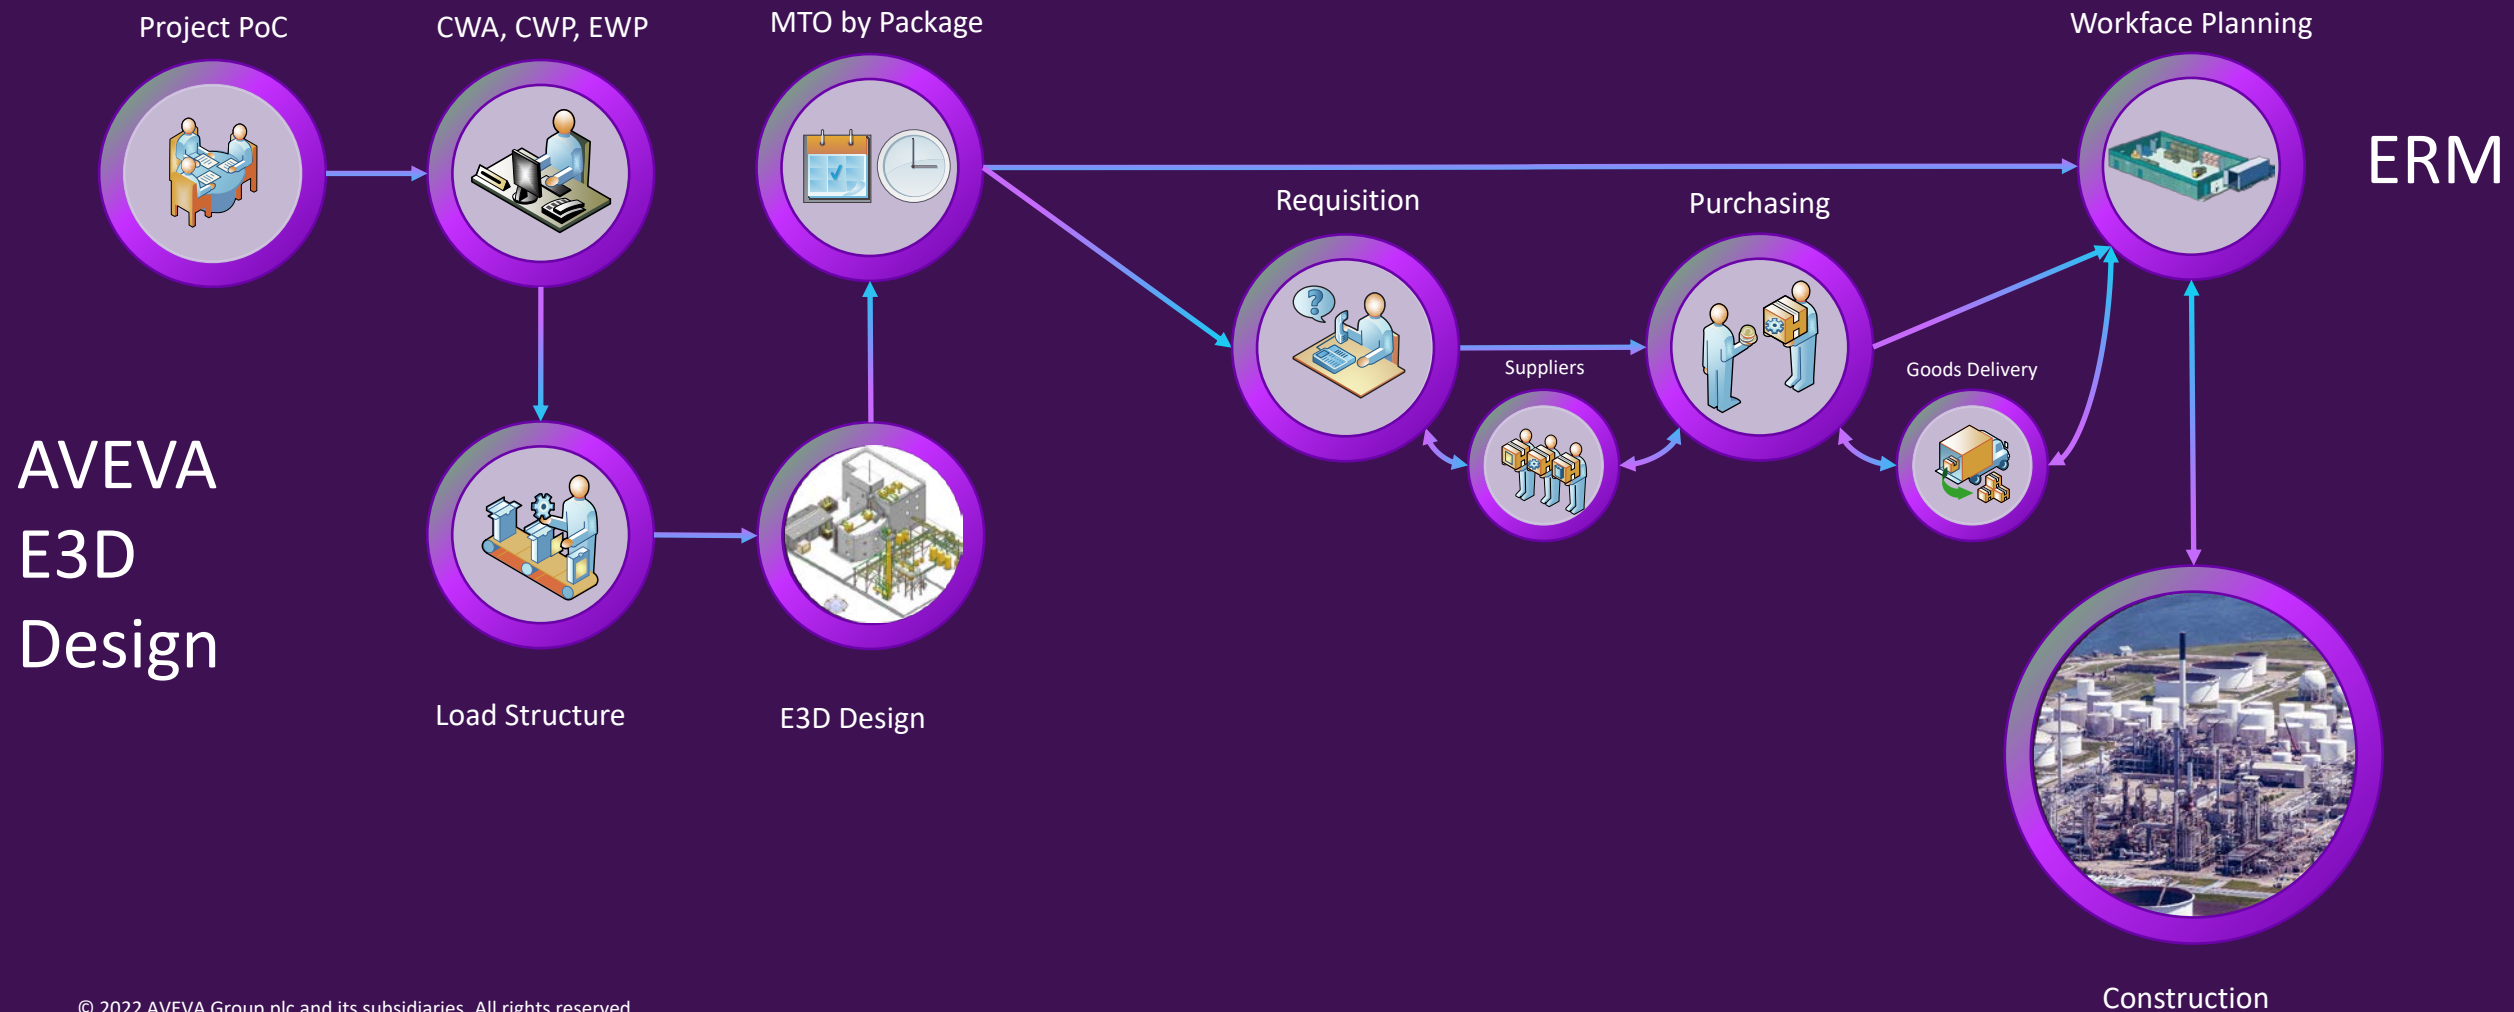 Project PoC
CWA, CWP, EWP
MTO by Package
Workface Planning
ERM
Requisition
Purchasing
Suppliers
Goods Delivery
AVEVA
E3D
Design
Load Structure
E3D Design
Construction
© 2022 AVEVA Group plc and its subsidiaries. All rights reserved.